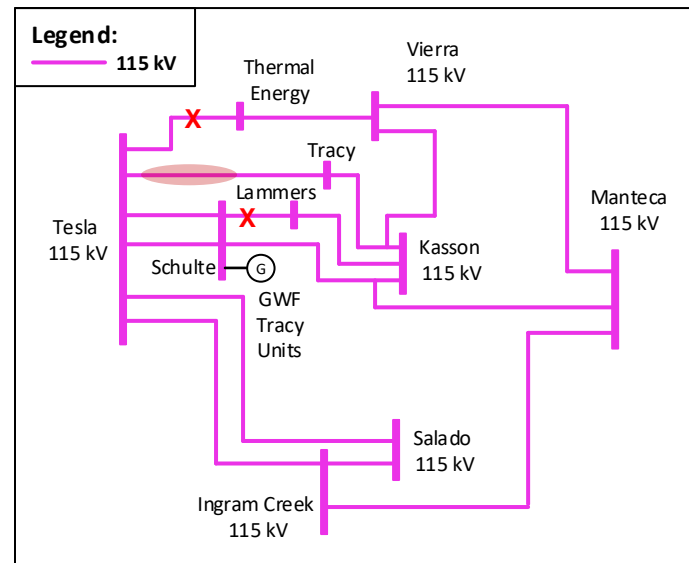 Legend:
115 kV
Thermal
Energy
Vierra
115 kV
X
Tracy
Lammers
X
Manteca
115 kV
Tesla
115 kV
Kasson
115 kV
Schulte
G
GWF
Tracy
Units
Salado
115 kV
Ingram Creek
115 kV